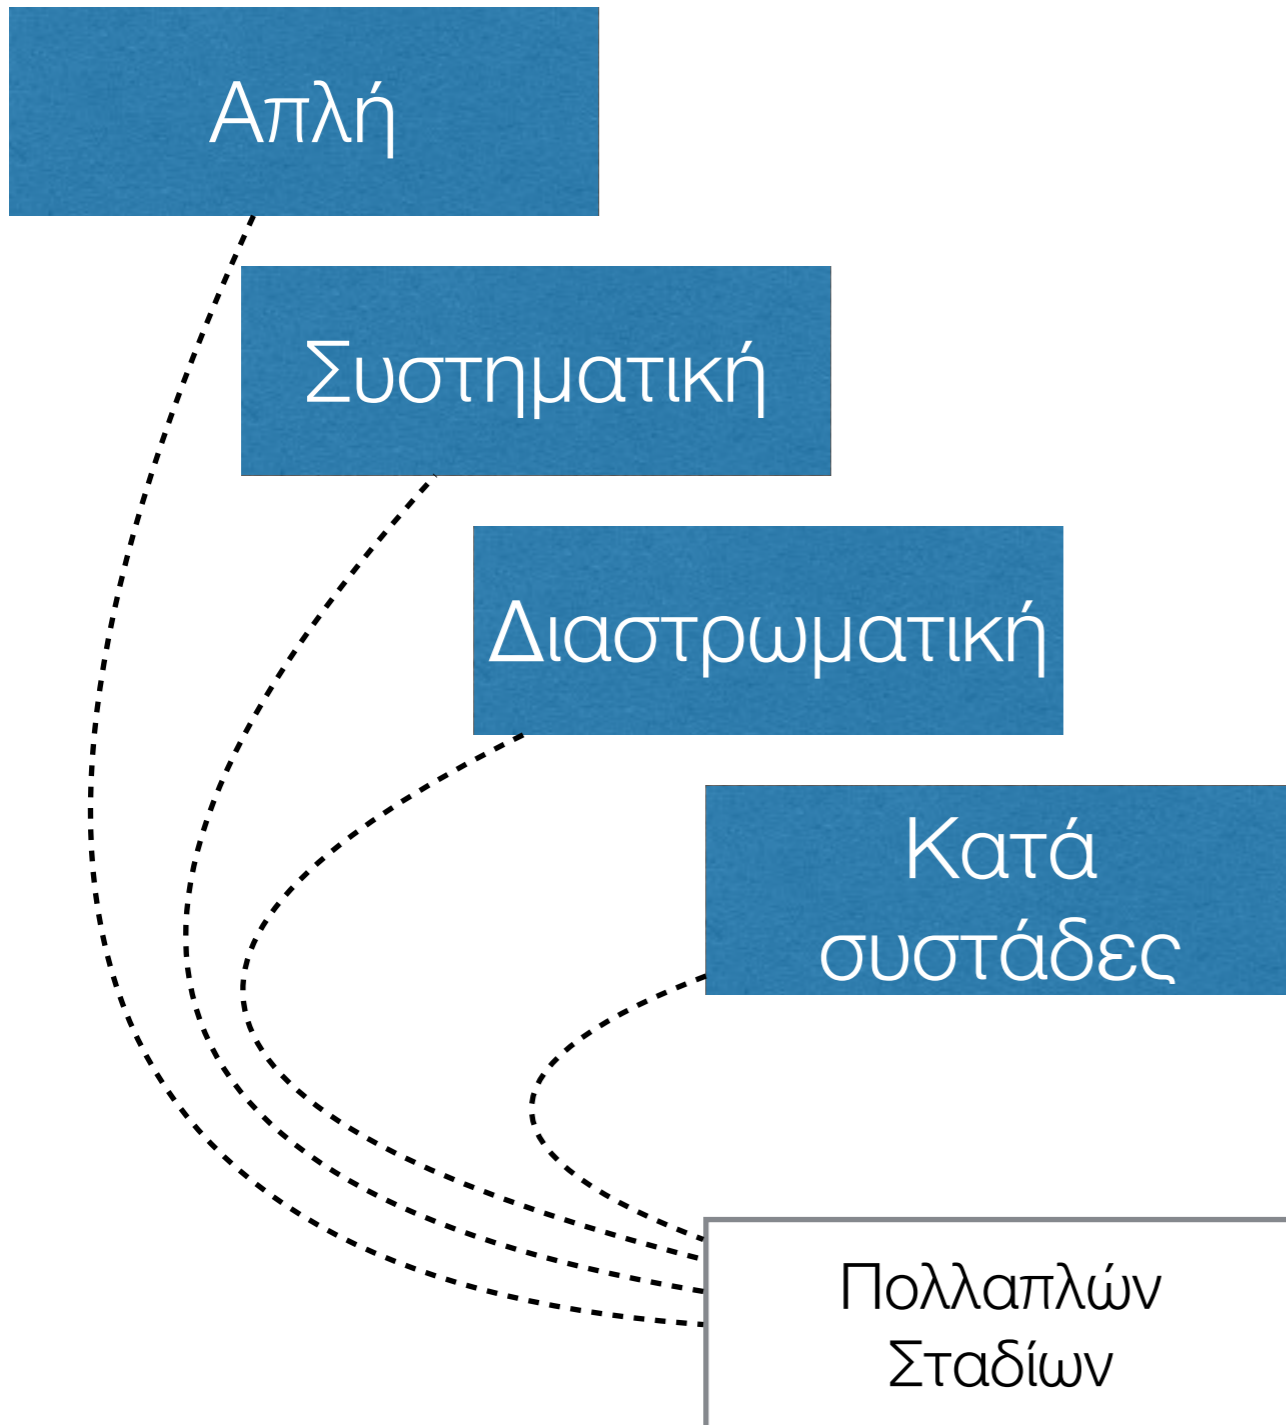 Απλή
Συστηματική
Διαστρωματική
Κατά
συστάδες
Πολλαπλών
Σταδίων